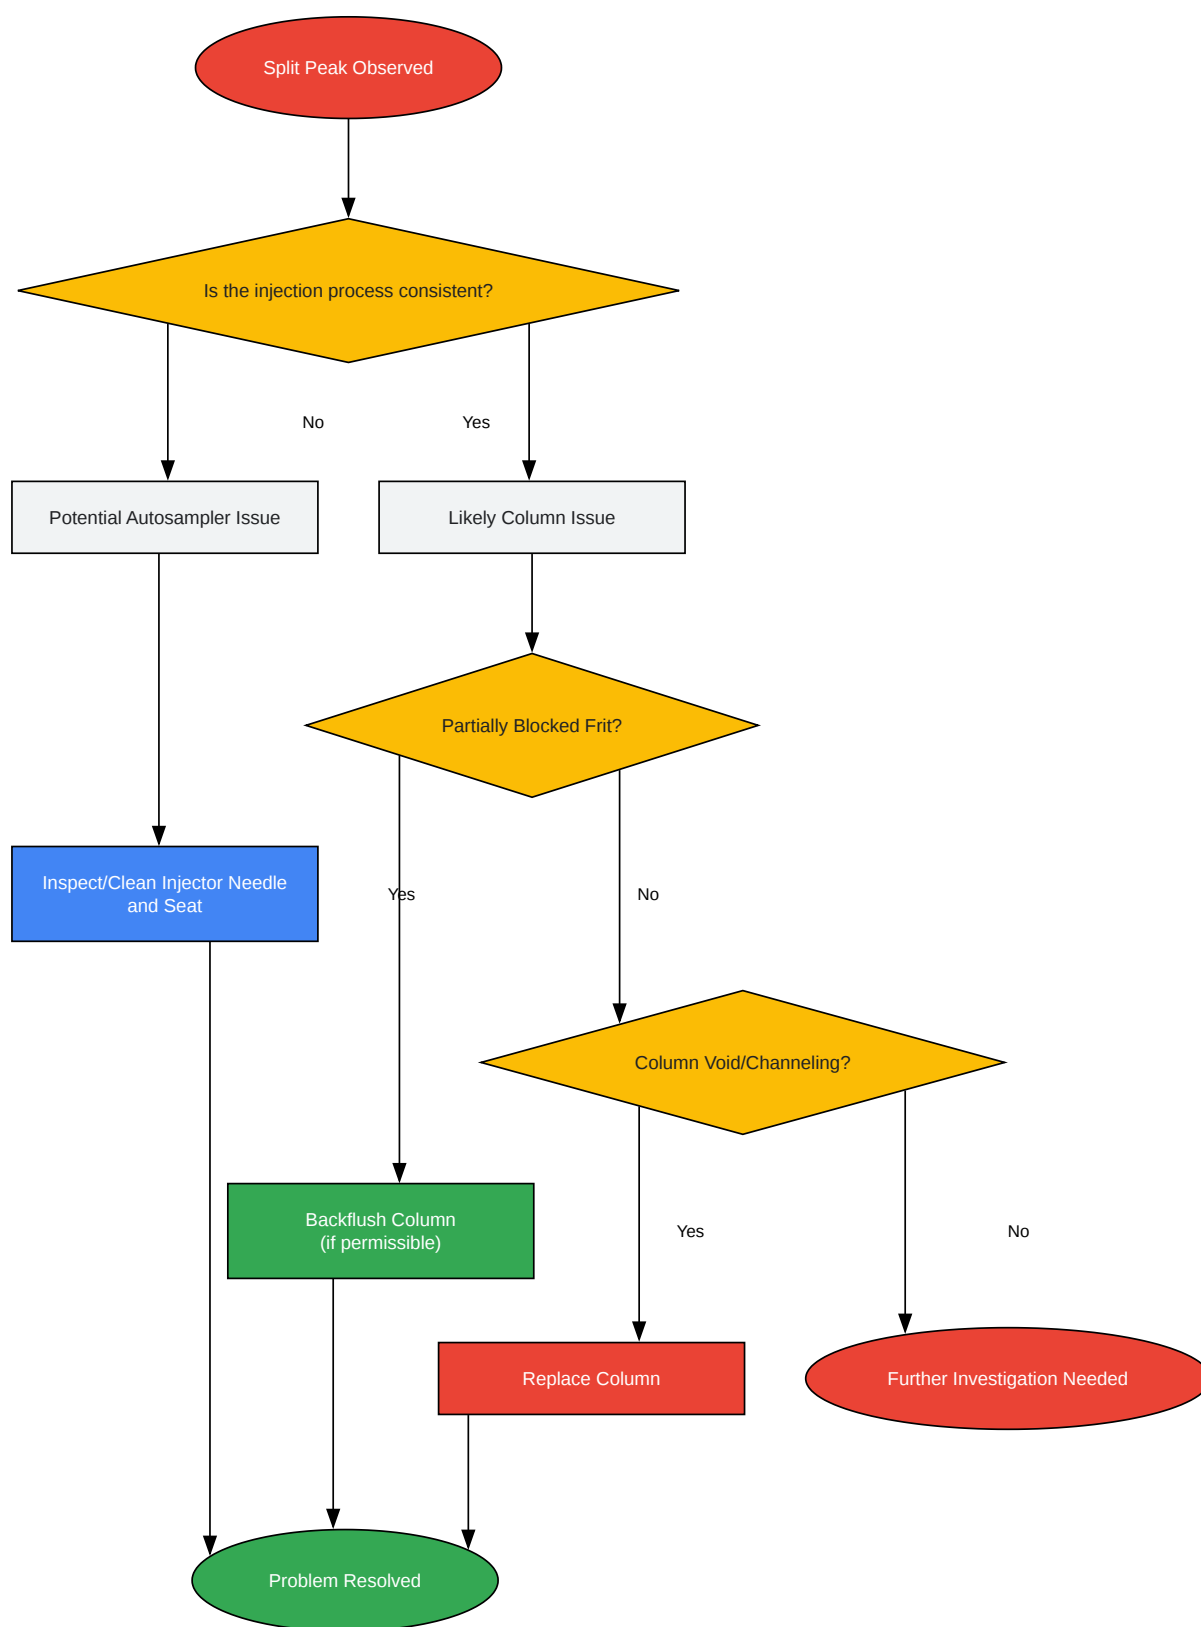 Split Peak Observed
Is the injection process consistent?
No
Yes
Potential Autosampler Issue
Likely Column Issue
Partially Blocked Frit?
Inspect/Clean Injector Needle
and Seat
Yes
No
Column Void/Channeling?
Backflush Column
(if permissible)
Yes
No
Replace Column
Further Investigation Needed
Problem Resolved